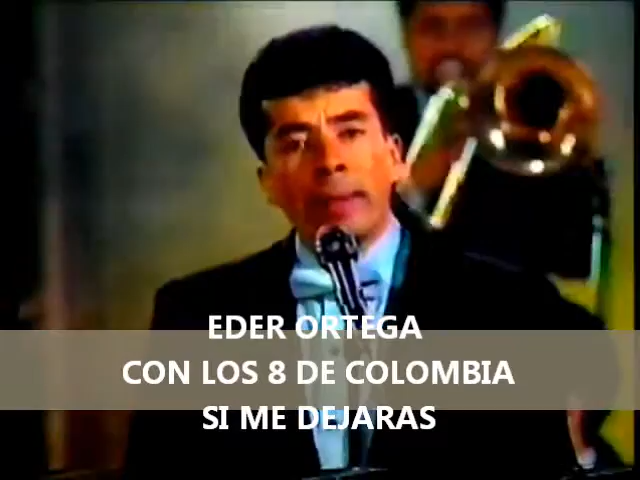 EDER ORTEGA
CON LOS 8 DE COLOMBIA
SI ME DEJARAS